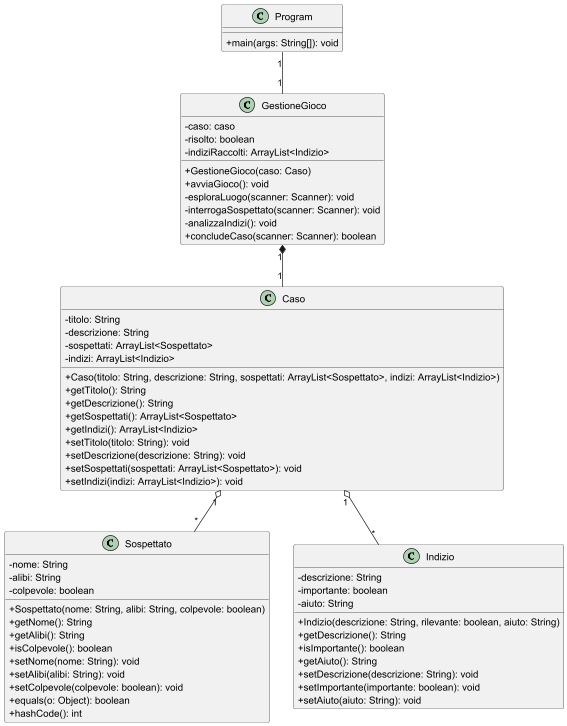 C Program
+main(args: String[]): void
1
1
C GestioneGioco
-caso: caso
-risolto: boolean
-indiziRaccolti: ArrayList<Indizio>
+GestioneGioco(caso: Caso)
+avviaGioco(): void
-esploraLuogo(scanner: Scanner): void
-interrogaSospettato(scanner: Scanner): void
-analizzaIndizi(): void
+concludeCaso(scanner: Scanner): boolean
1
1
C Caso
-titolo: String
-descrizione: String
-sospettati: ArrayList<Sospettato>
-indizi: ArrayList<Indizio>
+Caso(titolo: String, descrizione: String, sospettati: ArrayList<Sospettato>, indizi: ArrayList<Indizio>)
+getTitolo(): String
+getDescrizione(): String
+getSospettati(): ArrayList<Sospettato>
+getIndizi(): ArrayList<Indizio>
+setTitolo(titolo: String): void
+setDescrizione(descrizione: String): void
+setSospettati(sospettati: ArrayList<Sospettato>): void
+setIndizi(indizi: ArrayList<Indizio>): void
1
*
1
*
C Sospettato
-nome: String
-alibi: String
-colpevole: boolean
+Sospettato(nome: String, alibi: String, colpevole: boolean)
+getNome(): String
+getAlibi(): String
+isColpevole(): boolean
+setNome(nome: String): void
+setAlibi(alibi: String): void
+setColpevole(colpevole: boolean): void
+equals(o: Object): boolean
+hashCode(): int
C Indizio
-descrizione: String
-importante: boolean
-aiuto: String
+Indizio(descrizione: String, rilevante: boolean, aiuto: String)
+getDescrizione(): String
+isImportante(): boolean
+getAiuto(): String
+setDescrizione(descrizione: String): void
+setImportante(importante: boolean): void
+setAiuto(aiuto: String): void